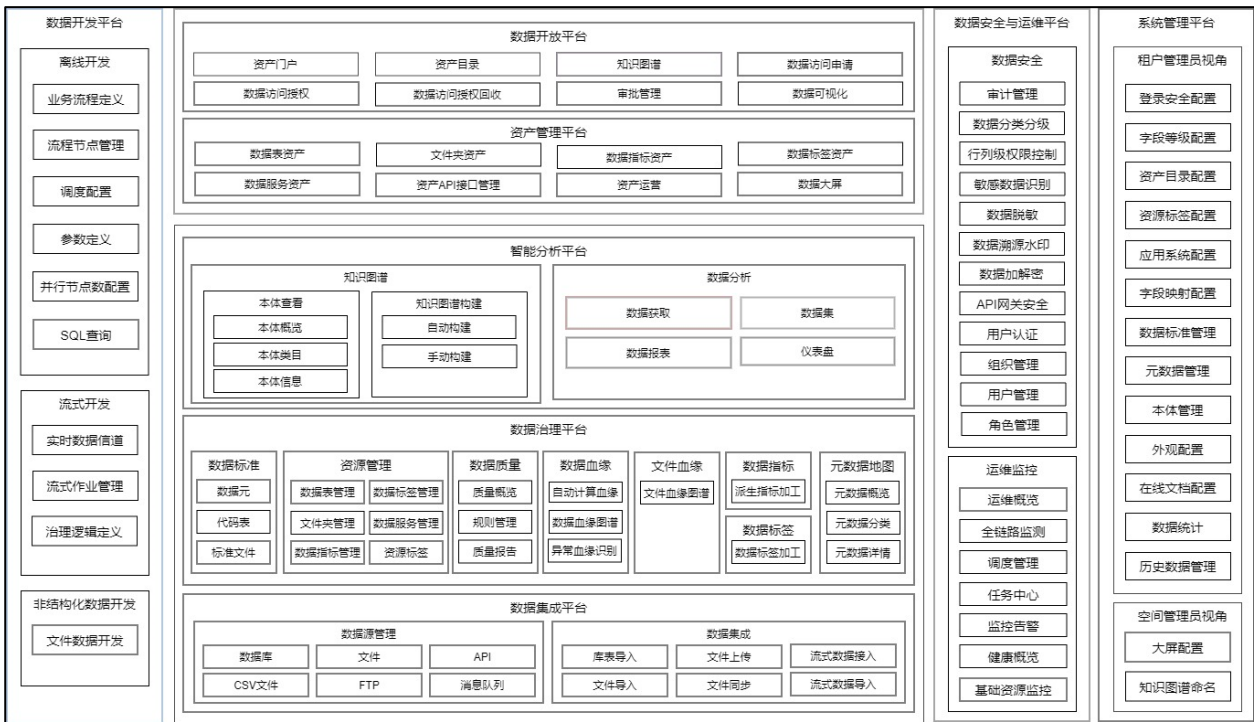 数据开发平台
离线开发
业务流程定义
流程节点管理
调度配置
参数定义
并行节点数配置
SQL查询
流式开发
实时数据信道
流式作业管理
治理逻辑定义
非结构化数据开发
文件数据开发
数据开放平台
资产门户
资产目录
知识图谱
数据访问申请
数据访问授权
数据访问授权回收
审批管理
数据可视化
资产管理平台
数据表资产
文件夹资产
数据指标资产
数据标签资产
数据服务资产
资产API接口管理
资产运营
数据大屏
智能分析平台
知识图谱
本体查看
本体概览
本体类目
本体信息
知识图谱构建
自动构建
手动构建
数据分析
数据获取
数据集
数据报表
仪表盘
数据治理平台
数据标准
数据元
代码表
标准文件
资源管理
数据表管理
数据标签管理
文件夹管理
数据服务管理
数据指标管理
资源标签
数据质量
质量概览
规则管理
质量报告
数据血缘
自动计算血缘
数据血缘图谱
异常血缘识别
文件血缘
文件血缘图谱
数据指标
派生指标加工
数据标签
数据标签加工
元数据地图
元数据概览
元数据分类
元数据详情
数据集成平台
数据源管理
数据库
文件
API
CSV文件
FTP
消息队列
数据集成
库表导入
文件上传
流式数据接入
文件导入
文件同步
流式数据导入
数据安全与运维平台
数据安全
审计管理
数据分类分级
行列级权限控制
敏感数据识别
数据脱敏
数据溯源水印
数据加解密
API网关安全
用户认证
组织管理
用户管理
角色管理
运维监控
运维概览
全链路监测
调度管理
任务中心
监控告警
健康概览
基础资源监控
系统管理平台
租户管理员视角
登录安全配置
字段等级配置
资产目录配置
资源标签配置
应用系统配置
字段映射配置
数据标准管理
元数据管理
本体管理
外观配置
在线文档配置
数据统计
历史数据管理
空间管理员视角
大屏配置
知识图谱命名